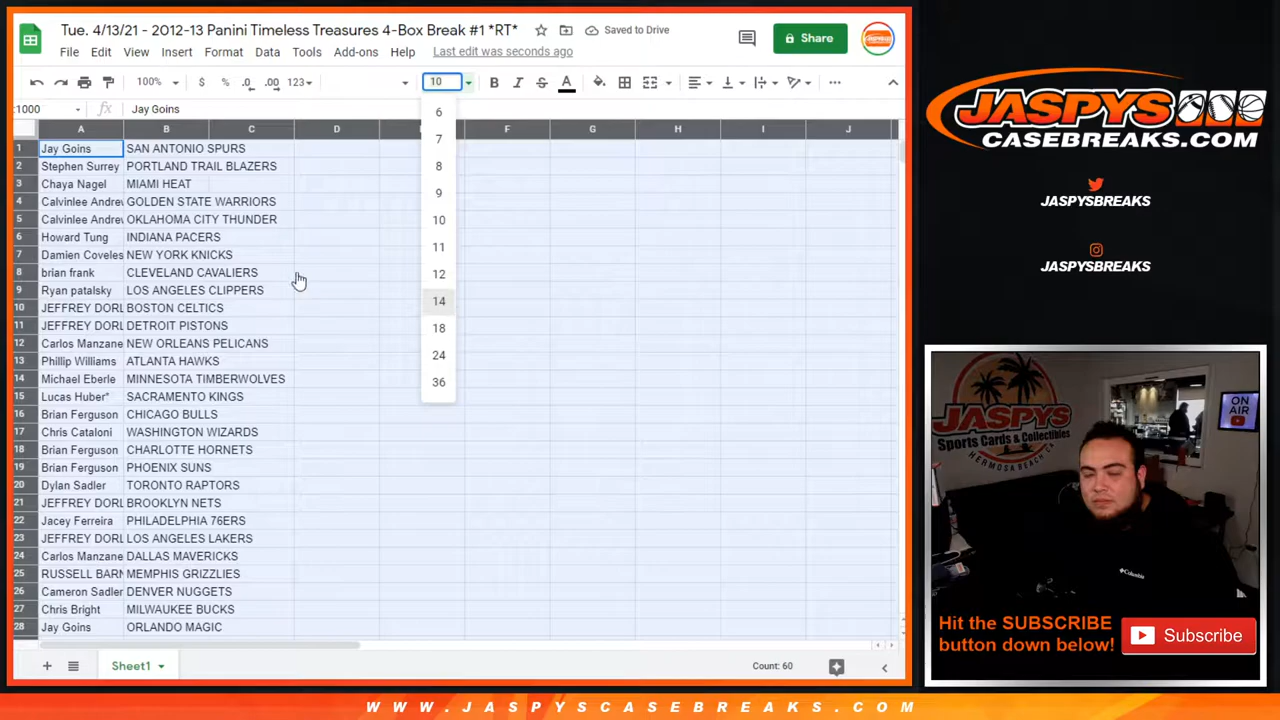 Tue. 4/13/21 - 2012-13 Panini Timeless Treasures 4-Box Break #1 *RT*
Saved to Drive
Share
File Edit View Insert Format Data Tools Add-ons Help Last edit was seconds ago
100% $ % .0 .00 123 10
:1000 fx Jay Goins
A B C D F G H I J
1 Jay Goins SAN ANTONIO SPURS
2 Stephen Surrey PORTLAND TRAIL BLAZERS
3 Chaya Nagel MIAMI HEAT
4 Calvinlee Andrew GOLDEN STATE WARRIORS
5 Calvinlee Andrew OKLAHOMA CITY THUNDER
6 Howard Tung INDIANA PACERS
7 Damien Coveles NEW YORK KNICKS
8 brian frank CLEVELAND CAVALIERS
9 Ryan patalsky LOS ANGELES CLIPPERS
10 JEFFREY DORL BOSTON CELTICS
11 JEFFREY DORL DETROIT PISTONS
12 Carlos Manzane NEW ORLEANS PELICANS
13 Phillip Williams ATLANTA HAWKS
14 Michael Eberle MINNESOTA TIMBERWOLVES
15 Lucas Huber* SACRAMENTO KINGS
16 Brian Ferguson CHICAGO BULLS
17 Chris Cataloni WASHINGTON WIZARDS
18 Brian Ferguson CHARLOTTE HORNETS
19 Brian Ferguson PHOENIX SUNS
20 Dylan Sadler TORONTO RAPTORS
21 JEFFREY DORL BROOKLYN NETS
22 Jacey Ferreira PHILADELPHIA 76ERS
23 JEFFREY DORL LOS ANGELES LAKERS
24 Carlos Manzane DALLAS MAVERICKS
25 RUSSELL BARN MEMPHIS GRIZZLIES
26 Cameron Sadler DENVER NUGGETS
27 Chris Bright MILWAUKEE BUCKS
28 Jay Goins ORLANDO MAGIC
6
7
8
9
10
11
12
14
18
24
36
Sheet1
Count: 60
JASPYS
CASEBREAKS.COM
JASPYSBREAKS
JASPYSBREAKS
JASPYS
Sports Cards & Collectibles
HERMOSA BEACH CA
ON
AIR
Columbia
Hit the SUBSCRIBE
button down below!
Subscribe
WWW.JASPYSCASEBREAKS.COM